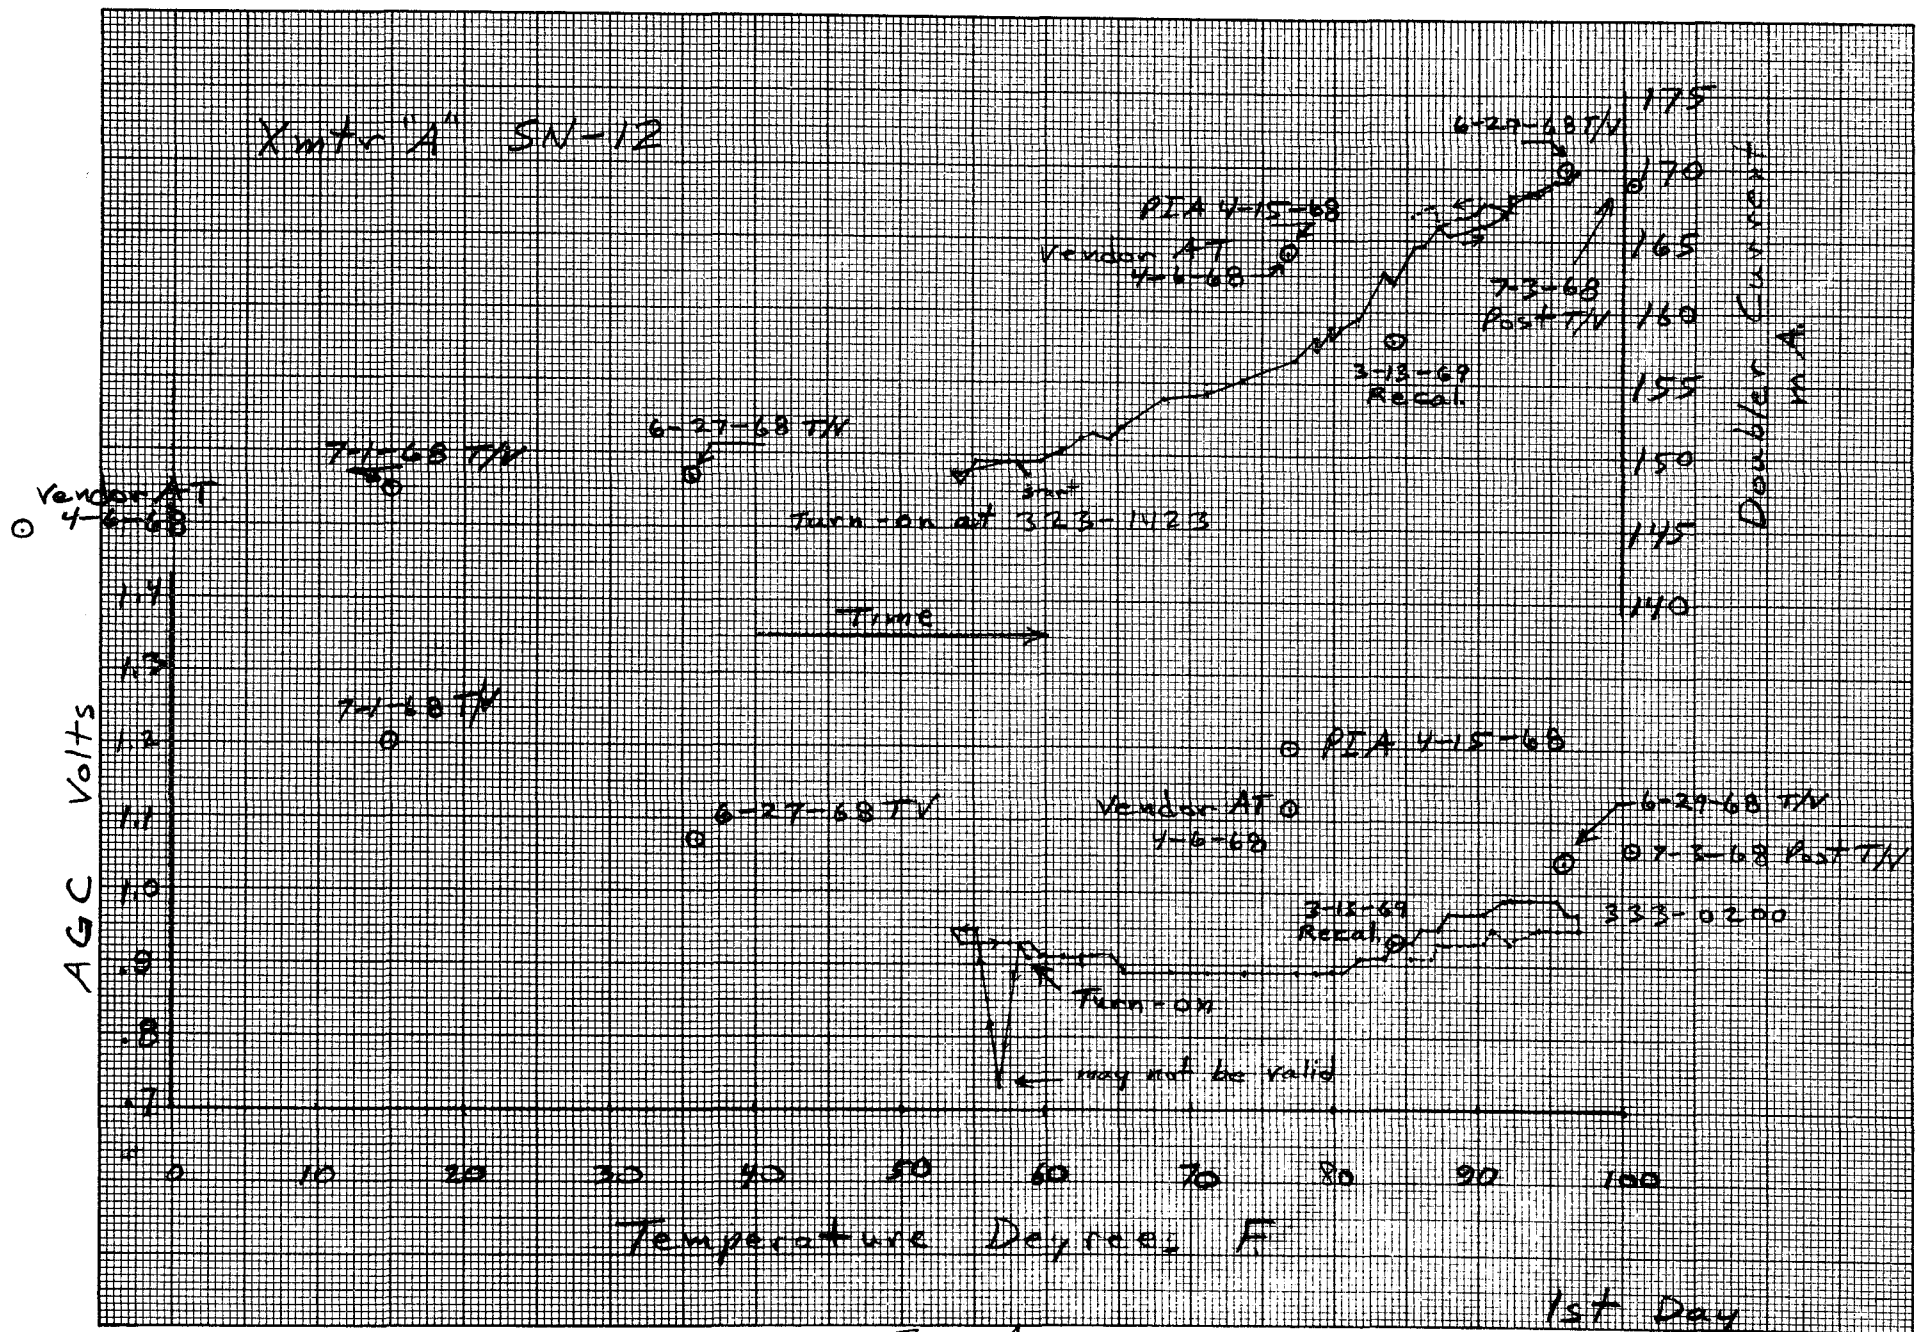 Xmtr "A" SN-12
6-27-68 T/V
175
170
165
160
155
150
145
140
Doubler Current
m A.
PIA 4-15-68
Vendor AT
4-6-68
7-3-68
Post T/V
3-13-69
Recal.
6-27-68 T/V
7-1-68 T/V
Vendor AT
4-6-68
Start
Turn-on at 323-1423
Time
1.4
1.3
1.2
1.1
1.0
.9
.8
.7
AGC Volts
7-1-68 T/V
PIA 4-15-68
6-27-68 TV
Vendor AT
4-6-68
6-29-68 T/V
7-3-68 Post T/V
3-13-69
Recal.
333-0200
Turn-on
may not be valid
0 10 20 30 40 50 60 70 80 90 100
Temperature Degrees F
1st Day